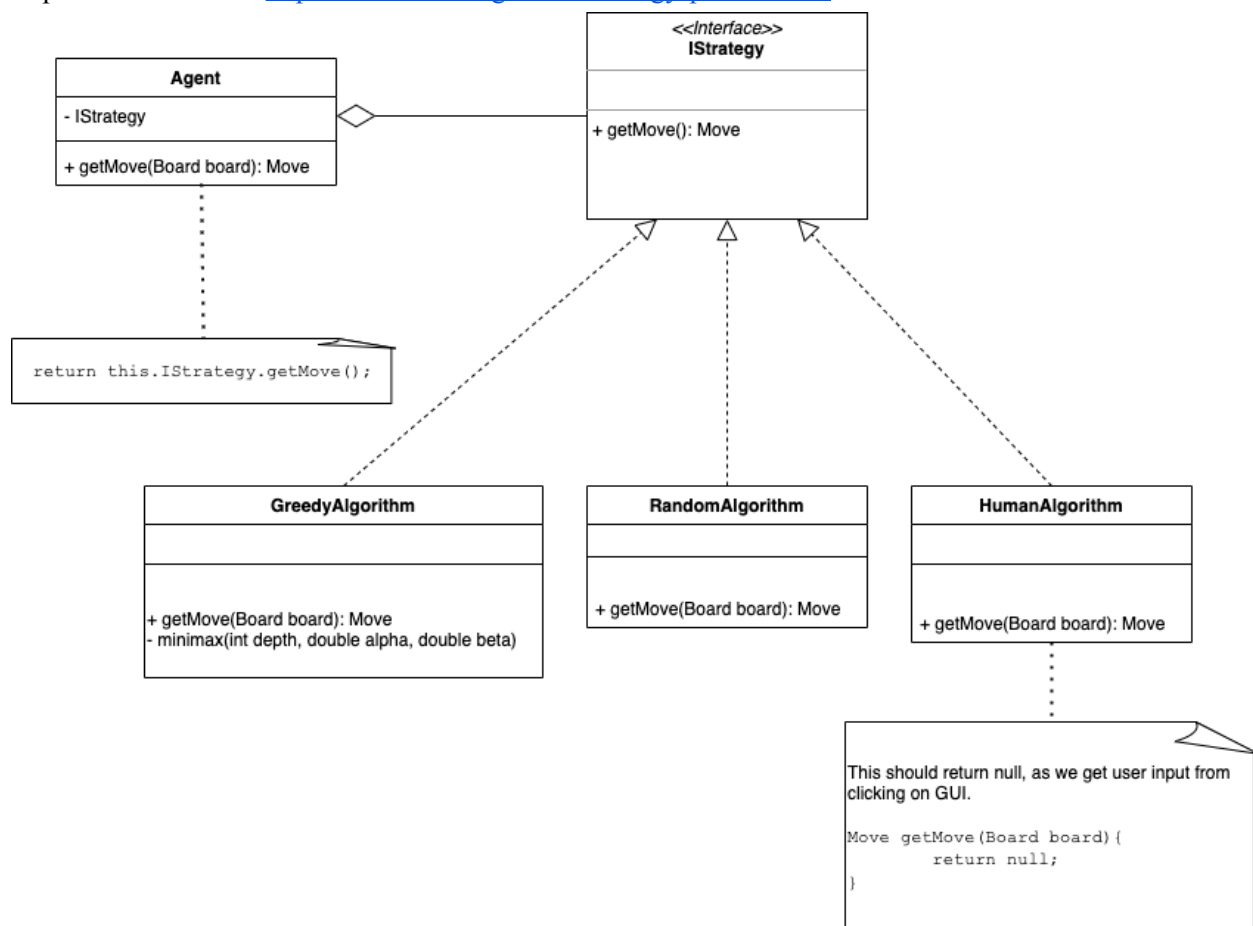 <<Interface>>
IStrategy
+ getMove(): Move
Agent
- IStrategy
+ getMove(Board board): Move
return this.IStrategy.getMove();
GreedyAlgorithm
+ getMove(Board board): Move
- minimax(int depth, double alpha, double beta)
RandomAlgorithm
+ getMove(Board board): Move
HumanAlgorithm
+ getMove(Board board): Move
This should return null, as we get user input from
clicking on GUI.
Move getMove(Board board){
return null;
}